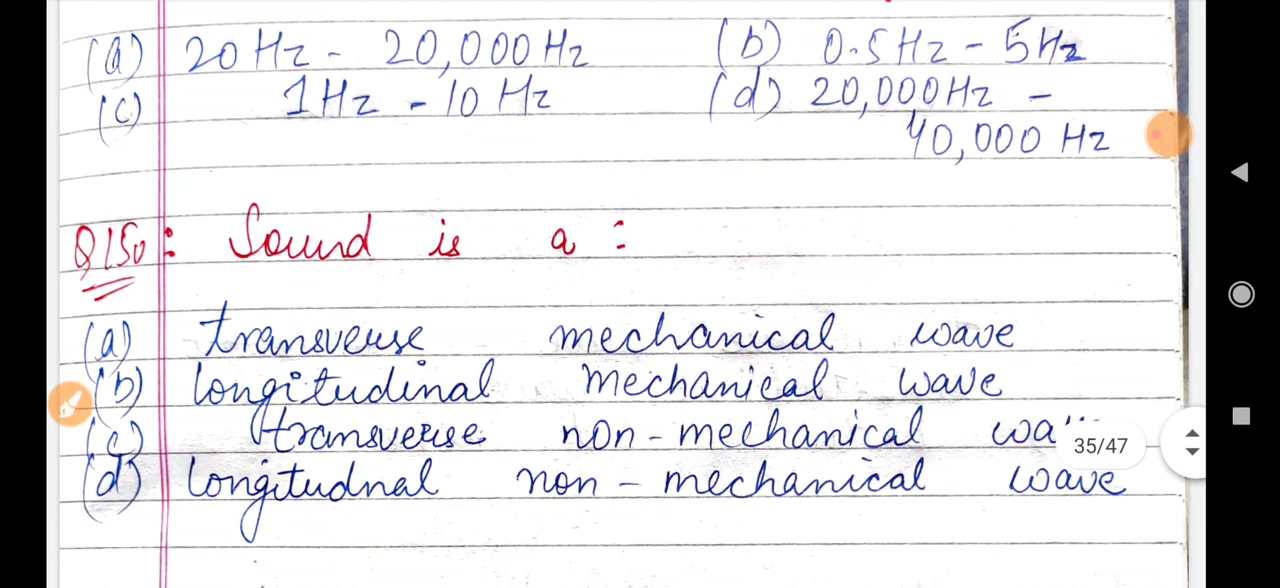 (a) 20 Hz - 20,000 Hz (b) 0.5 Hz - 5 Hz
(c) 1 Hz - 10 Hz (d) 20,000 Hz -
40,000 Hz
Q150: Sound is a :
(a) transverse mechanical wave
(b) longitudinal mechanical wave
(c) transverse non-mechanical wa
35/47
(d) longitudnal non-mechanical wave